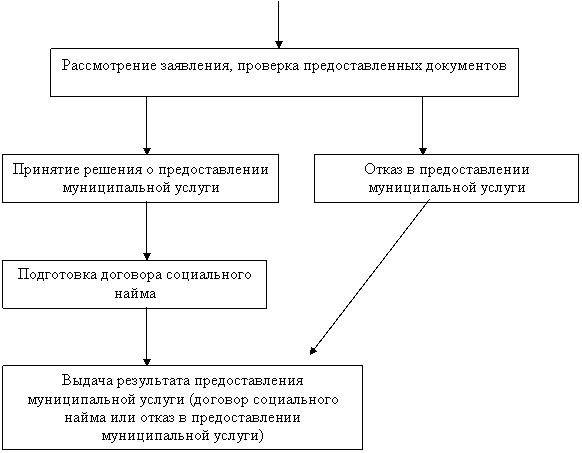 Рассмотрение заявления, проверка предоставленных документов
Принятие решения о предоставлении
муниципальной услуги
Отказ в предоставлении
муниципальной услуги
Подготовка договора социального
найма
Выдача результата предоставления
муниципальной услуги (договор социального
найма или отказ в предоставлении
муниципальной услуги)